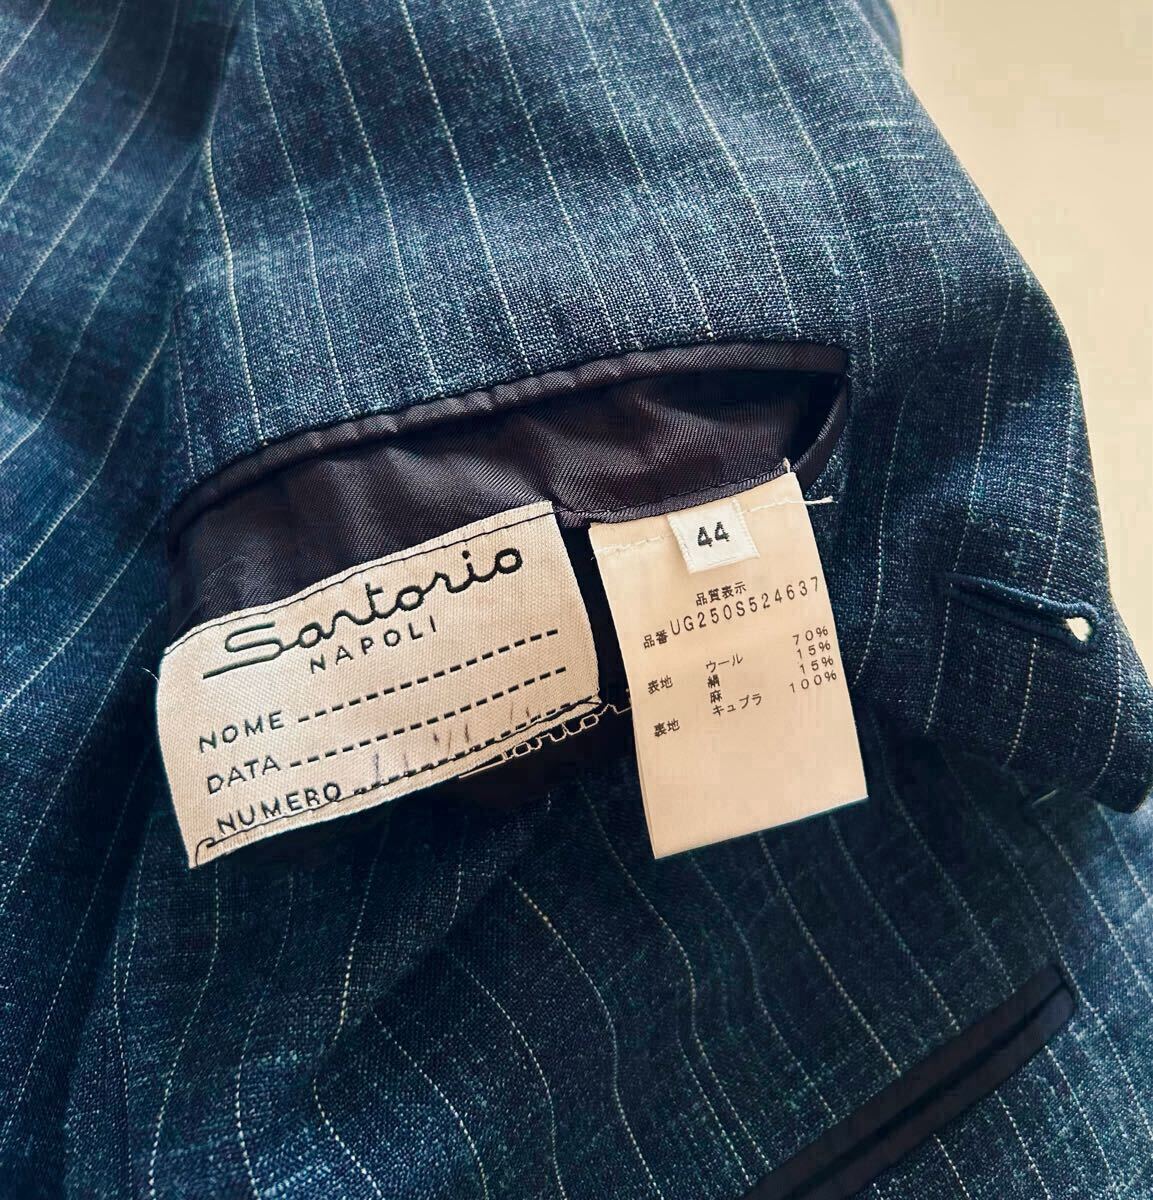 Sartorio
NAPOLI
NOME
DATA
NUMERO
44
品質表示
品番 UG250S524637
表地 ウール 70%
絹 15%
麻 15%
裏地 キュプラ 100%